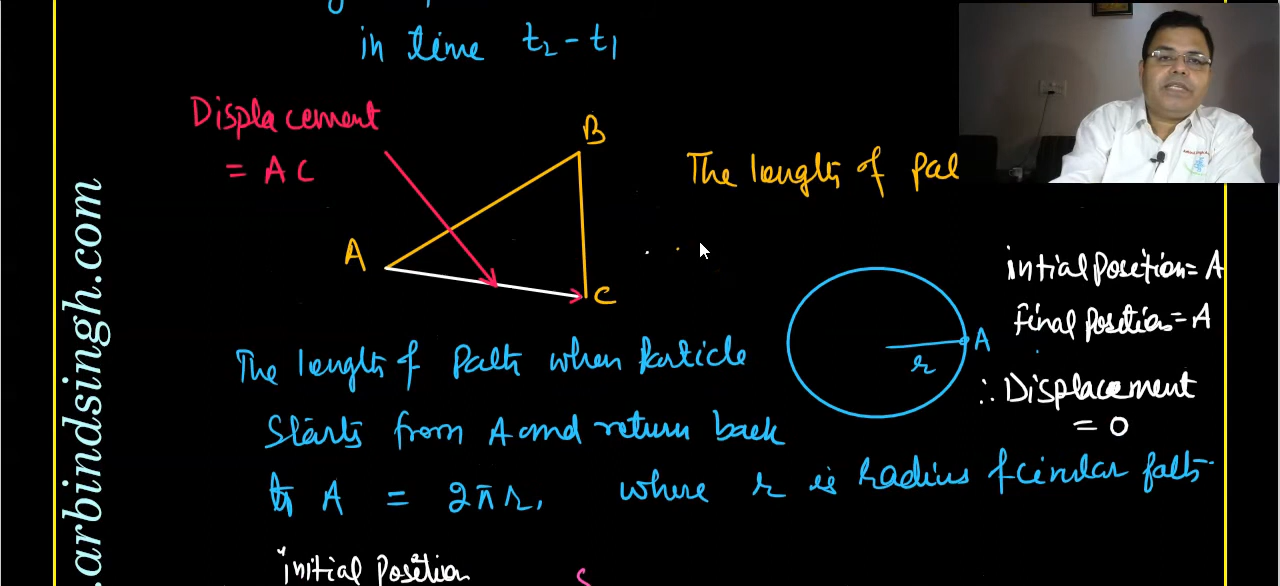 in time t₂ - t₁
Displacement
= AC
B
The length of pat
A
C
intial position = A
final position = A
A
r
∴ Displacement
= 0
The length of Path when Particle
Starts from A and return back
to A = 2πr, where r is radius of circular path.
initial position
.arbindsingh.com